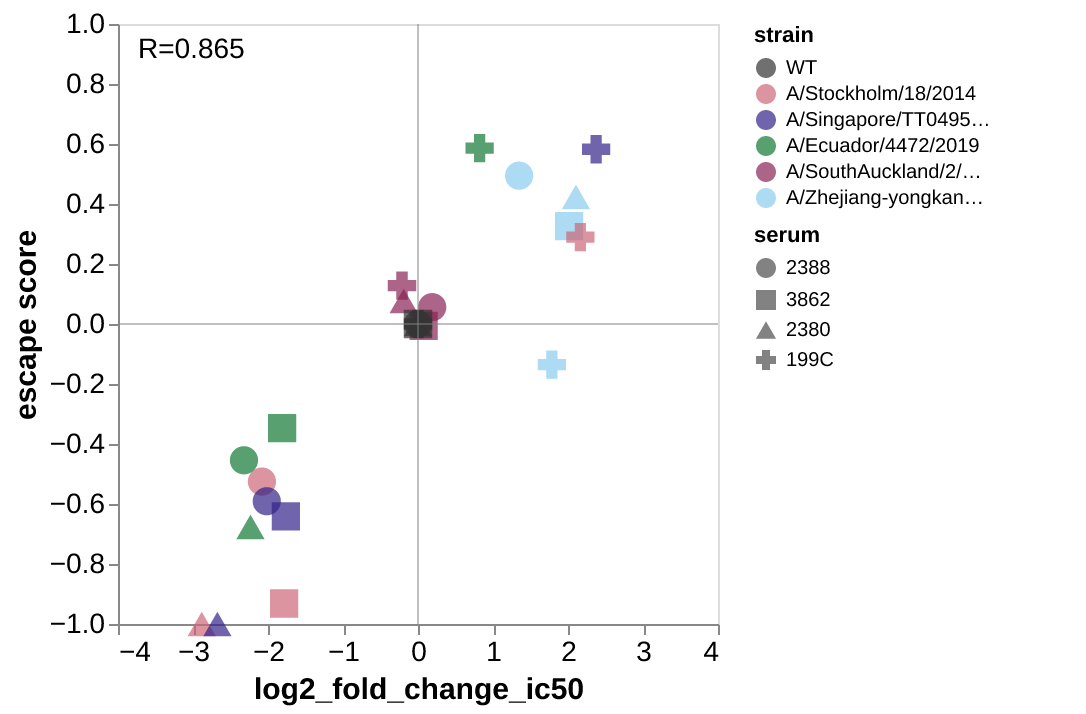 1.0
R=0.865
0.8
0.6
0.4
0.2
0.0
−0.2
−0.4
−0.6
−0.8
−1.0
−4 −3 −2 −1 0 1 2 3 4
log2_fold_change_ic50
escape score
strain
WT
A/Stockholm/18/2014
A/Singapore/TT0495…
A/Ecuador/4472/2019
A/SouthAuckland/2/…
A/Zhejiang-yongkan…
serum
2388
3862
2380
199C